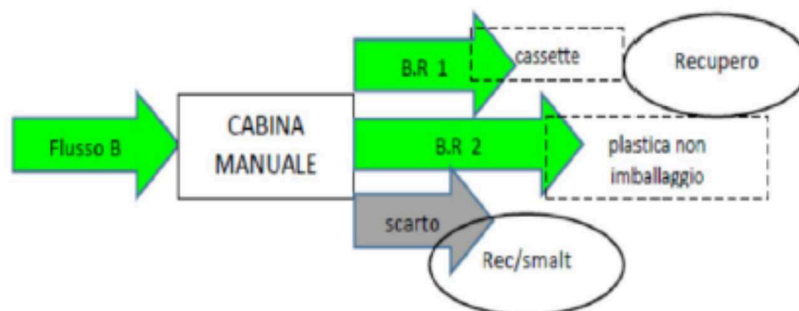 B.R 1
cassette
Recupero
Flusso B
CABINA
MANUALE
B.R 2
plastica non
imballaggio
scarto
Rec/smalt